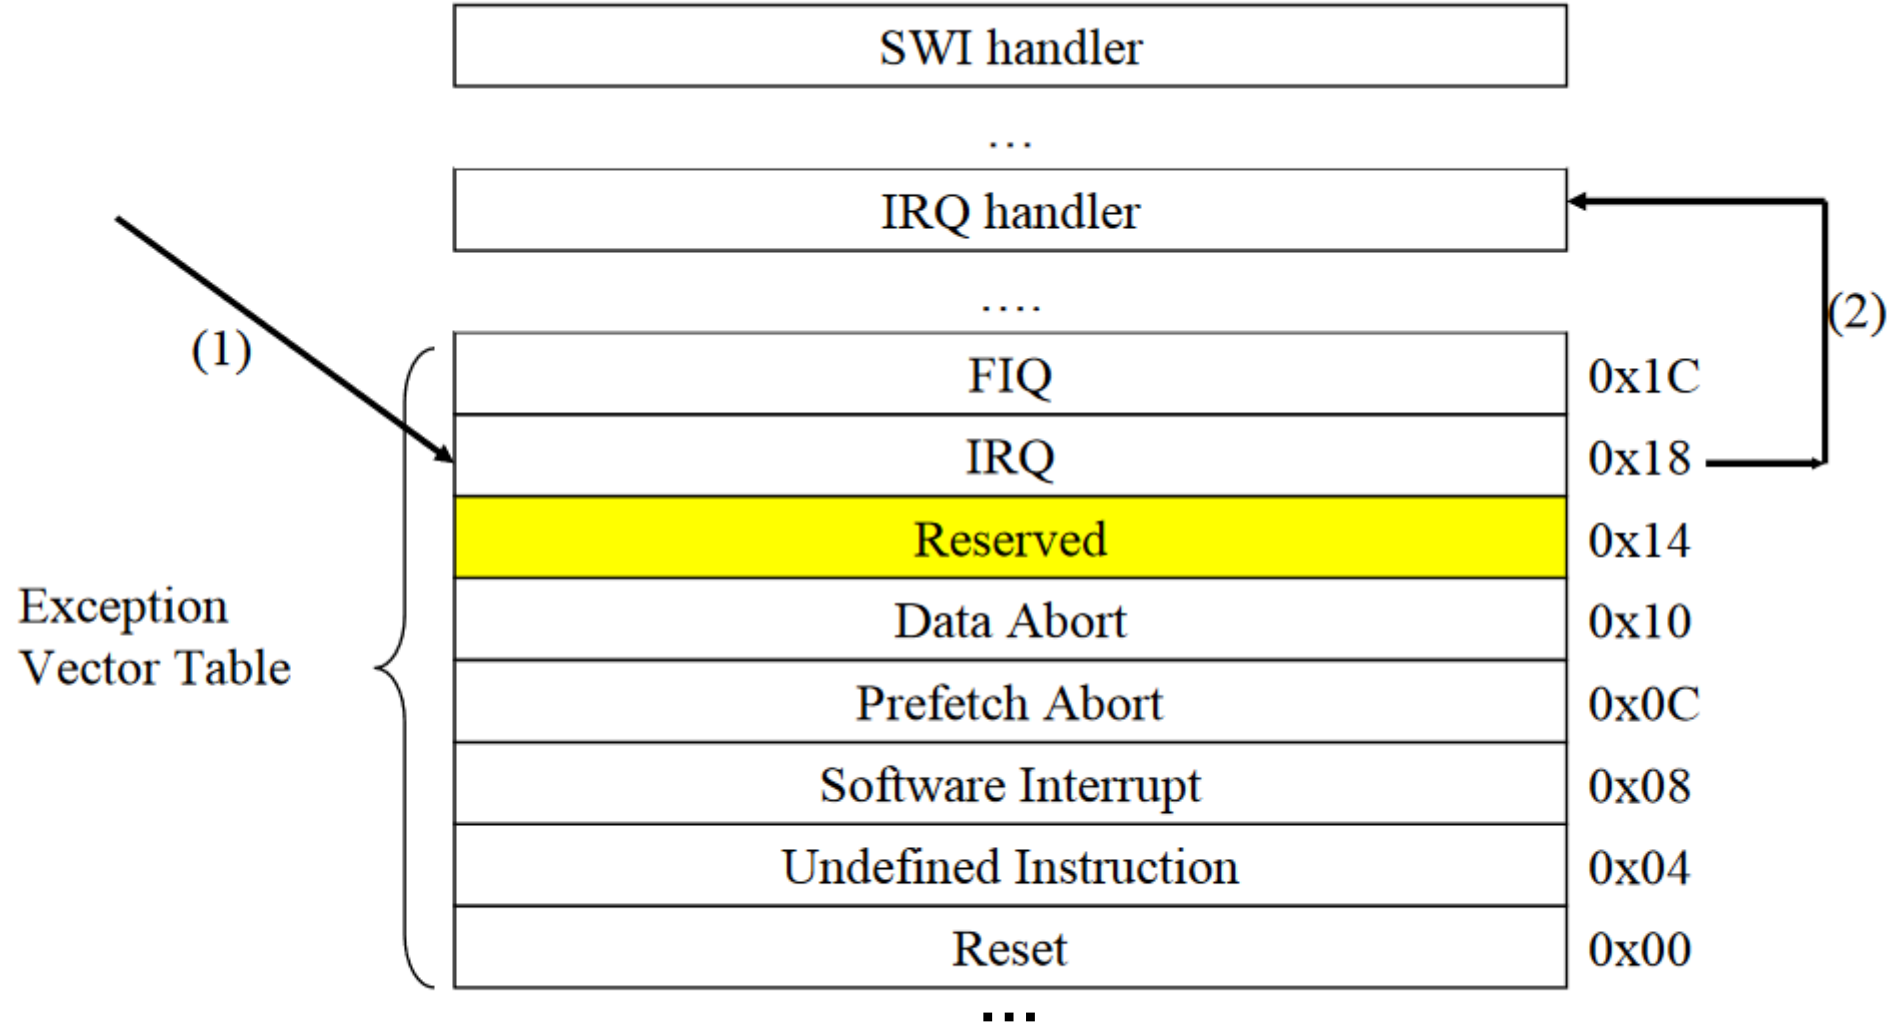 SWI handler
...
IRQ handler
(1)
....
(2)
FIQ 0x1C
IRQ 0x18
Reserved 0x14
Exception
Vector Table
Data Abort 0x10
Prefetch Abort 0x0C
Software Interrupt 0x08
Undefined Instruction 0x04
Reset 0x00
...